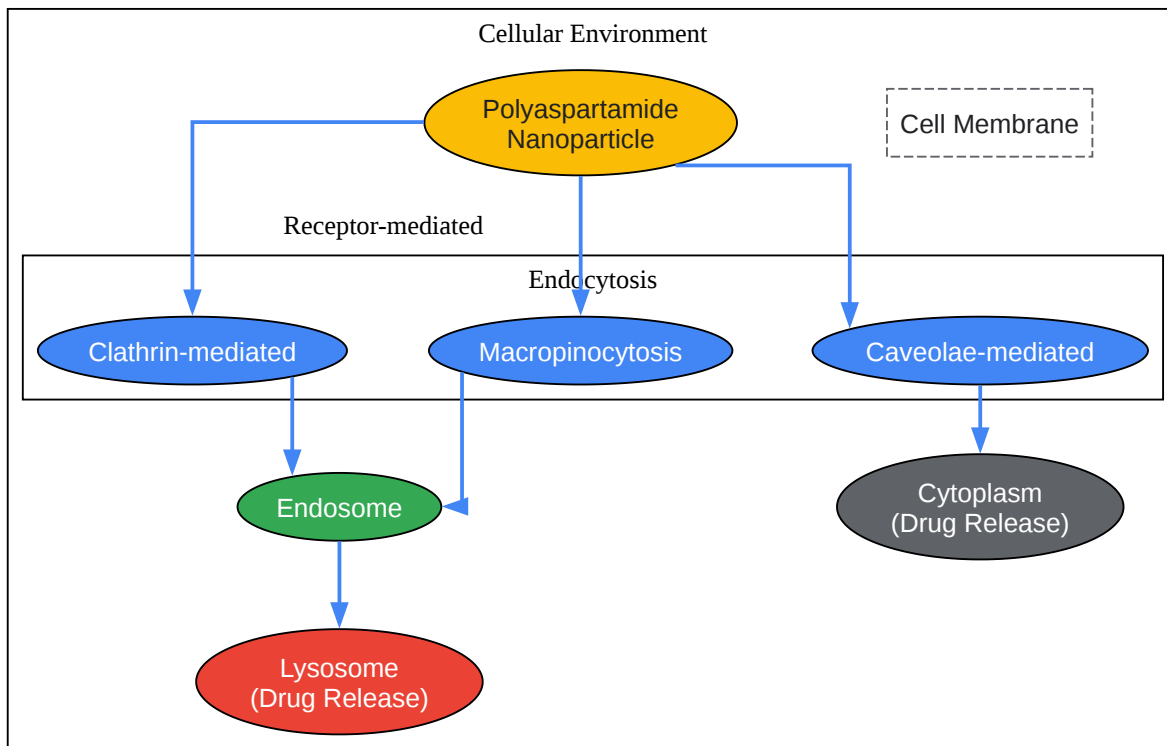 Cellular Environment
Polyaspartamide
Nanoparticle
Cell Membrane
Receptor-mediated
Endocytosis
Clathrin-mediated
Macropinocytosis
Caveolae-mediated
Endosome
Cytoplasm
(Drug Release)
Lysosome
(Drug Release)